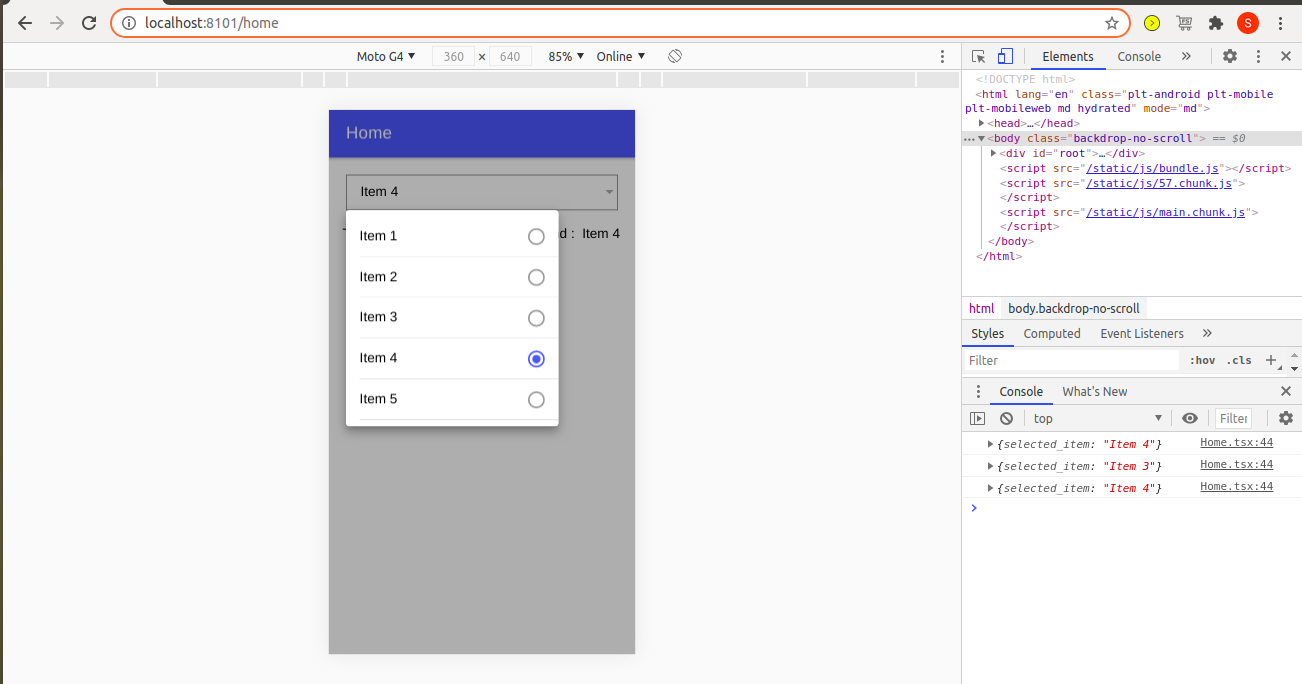 localhost:8101/home
S
Moto G4 ▼ 360 × 640 85% ▼ Online ▼
Elements Console »
<!DOCTYPE html>
<html lang="en" class="plt-android plt-mobile
plt-mobileweb md hydrated" mode="md">
<head>…</head>
<body class="backdrop-no-scroll"> == $0
<div id="root">…</div>
<script src="/static/js/bundle.js"></script>
<script src="/static/js/57.chunk.js">
</script>
<script src="/static/js/main.chunk.js">
</script>
</body>
</html>
html body.backdrop-no-scroll
Styles Computed Event Listeners »
Filter :hov .cls +
Console What's New
top ▼ Filter
{selected_item: "Item 4"} Home.tsx:44
{selected_item: "Item 3"} Home.tsx:44
{selected_item: "Item 4"} Home.tsx:44
Home
Item 4
d : Item 4
Item 1
Item 2
Item 3
Item 4
Item 5